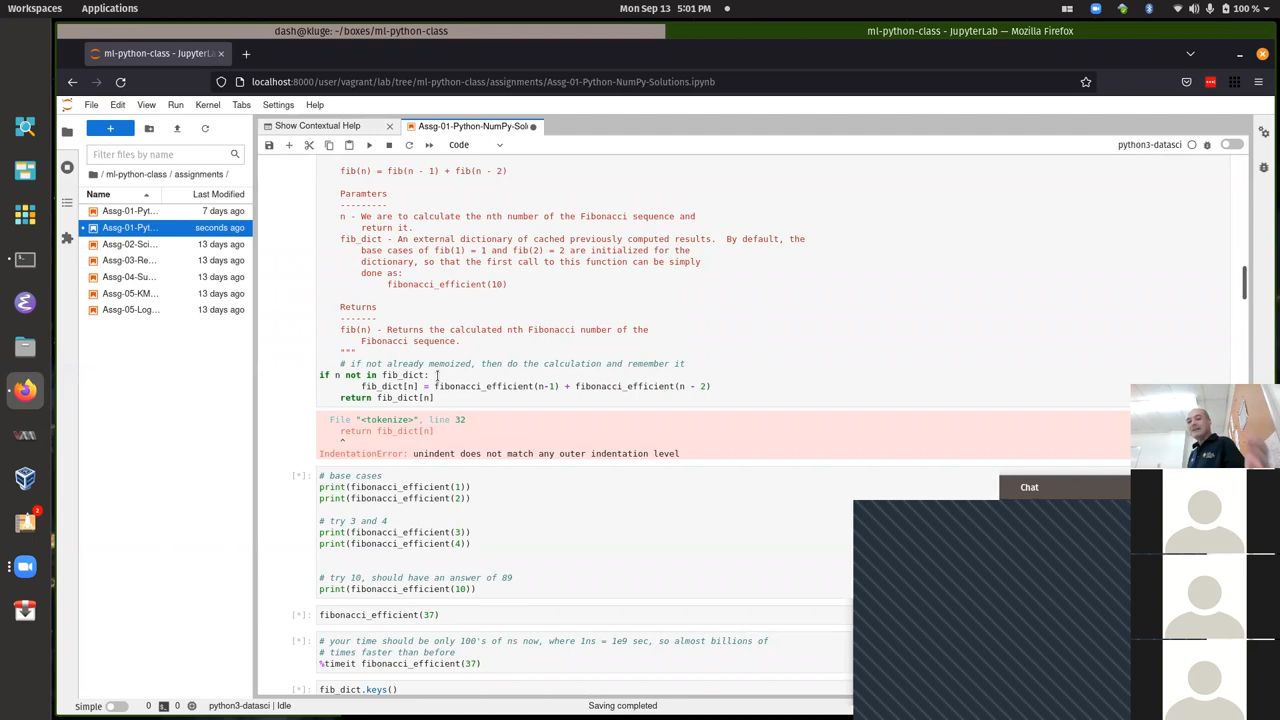 Workspaces Applications Mon Sep 13 5:01 PM 100 %
dash@kluge: ~/boxes/ml-python-class ml-python-class - JupyterLab — Mozilla Firefox
ml-python-class - JupyterLa
localhost:8000/user/vagrant/lab/tree/ml-python-class/assignments/Assg-01-Python-NumPy-Solutions.ipynb
File Edit View Run Kernel Tabs Settings Help
Show Contextual Help Assg-01-Python-NumPy-Sol
Code python3-datasci
Filter files by name
/ ml-python-class / assignments /
Name Last Modified
Assg-01-Pyt... 7 days ago
Assg-01-Pyt... seconds ago
Assg-02-Sci... 13 days ago
Assg-03-Re... 13 days ago
Assg-04-Su... 13 days ago
Assg-05-KM... 13 days ago
Assg-05-Log... 13 days ago
fib(n) = fib(n - 1) + fib(n - 2)
Paramters
---------
n - We are to calculate the nth number of the Fibonacci sequence and
return it.
fib_dict - An external dictionary of cached previously computed results. By default, the
base cases of fib(1) = 1 and fib(2) = 2 are initialized for the
dictionary, so that the first call to this function can be simply
done as:
fibonacci_efficient(10)
Returns
-------
fib(n) - Returns the calculated nth Fibonacci number of the
Fibonacci sequence.
"""
# if not already memoized, then do the calculation and remember it
if n not in fib_dict:
fib_dict[n] = fibonacci_efficient(n-1) + fibonacci_efficient(n - 2)
return fib_dict[n]
File "<tokenize>", line 32
return fib_dict[n]
^
IndentationError: unindent does not match any outer indentation level
[*]: # base cases
print(fibonacci_efficient(1))
print(fibonacci_efficient(2))
# try 3 and 4
print(fibonacci_efficient(3))
print(fibonacci_efficient(4))
# try 10, should have an answer of 89
print(fibonacci_efficient(10))
[*]: fibonacci_efficient(37)
[*]: # your time should be only 100's of ns now, where 1ns = 1e9 sec, so almost billions of
# times faster than before
%timeit fibonacci_efficient(37)
[*]: fib_dict.keys()
Chat
2
Simple 0 0 python3-datasci | Idle Saving completed